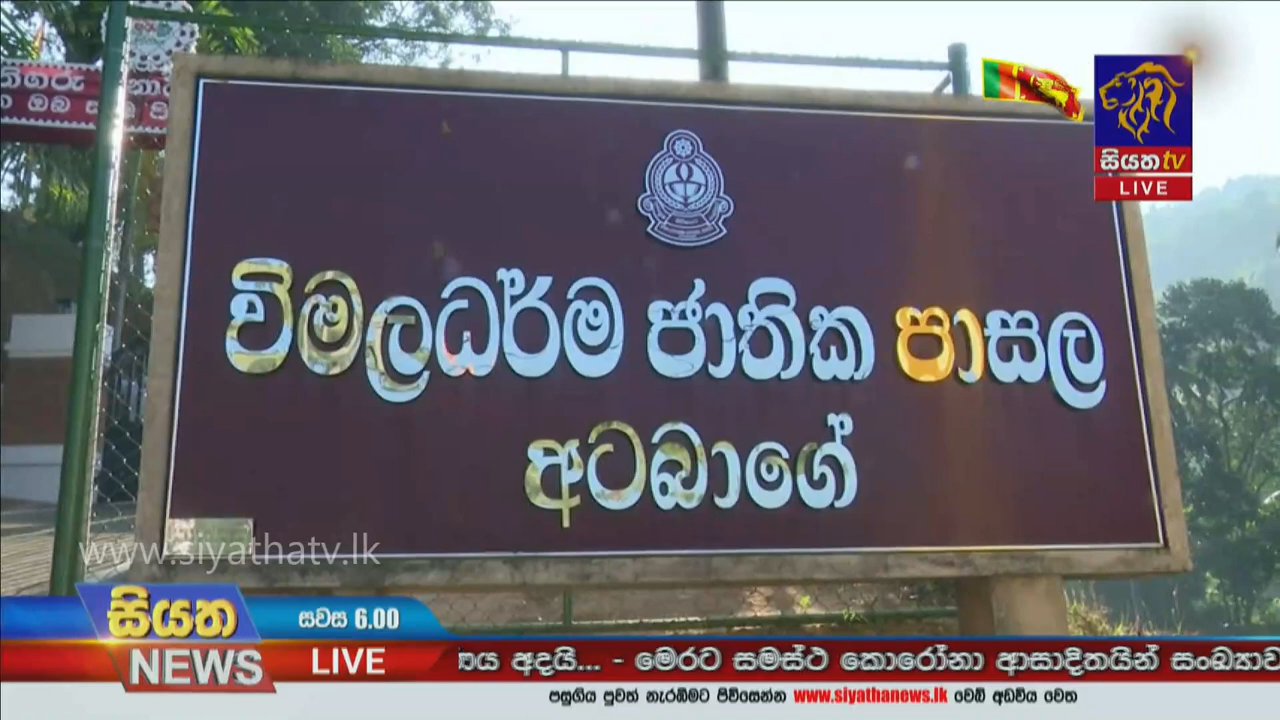 සියත tv
LIVE
විමලධර්ම ජාතික පාසල
අටබාගේ
www.siyathatv.lk
සියත
NEWS
සවස 6.00
LIVE
අදයි... - මෙරට සමස්ථ කොරෝනා ආසාදිතයින් සංඛ්‍යාව
පසුගිය පුවත් නැරඹීමට පිවිසෙන්න www.siyathanews.lk වෙබ් අඩවිය වෙත